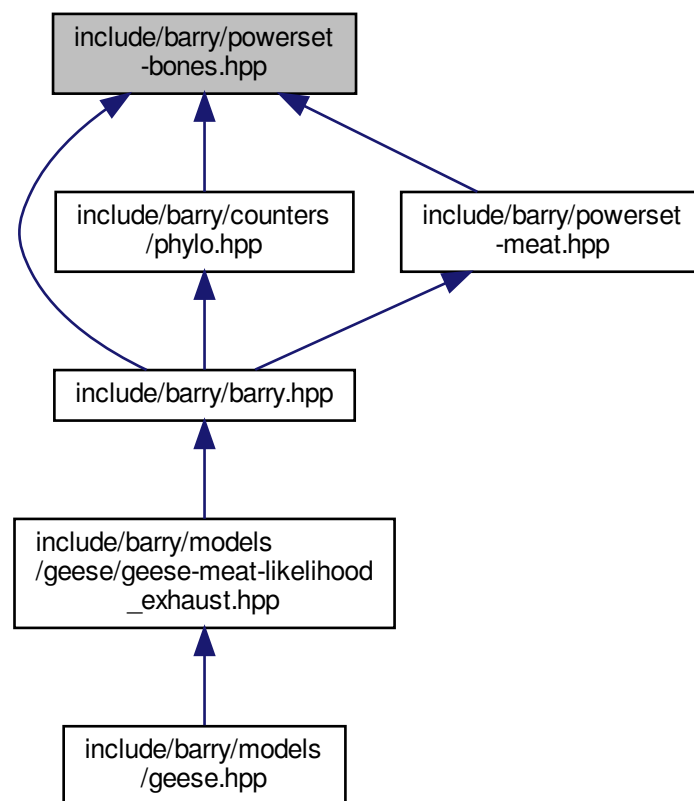 include/barry/powerset
-bones.hpp
include/barry/counters
/phylo.hpp
include/barry/powerset
-meat.hpp
include/barry/barry.hpp
include/barry/models
/geese/geese-meat-likelihood
_exhaust.hpp
include/barry/models
/geese.hpp